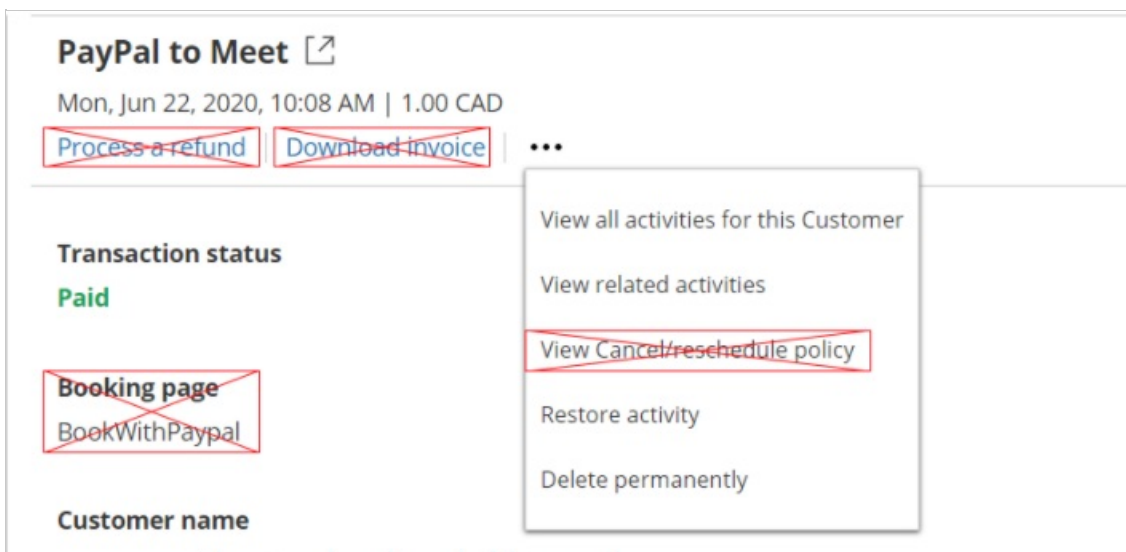 PayPal to Meet
Mon, Jun 22, 2020, 10:08 AM | 1.00 CAD
Process a refund | Download invoice | •••
View all activities for this Customer
View related activities
View Cancel/reschedule policy
Restore activity
Delete permanently
Transaction status
Paid
Booking page
BookWithPaypal
Customer name